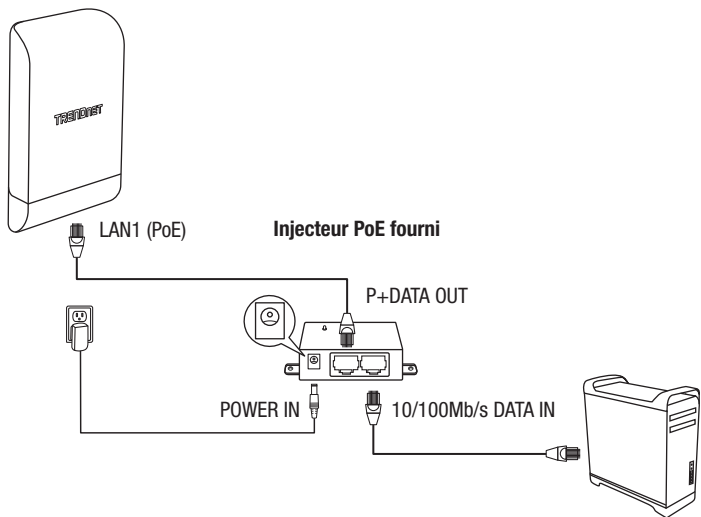 TRENDNET
LAN1 (PoE)
Injecteur PoE fourni
P+DATA OUT
POWER IN
10/100Mb/s DATA IN